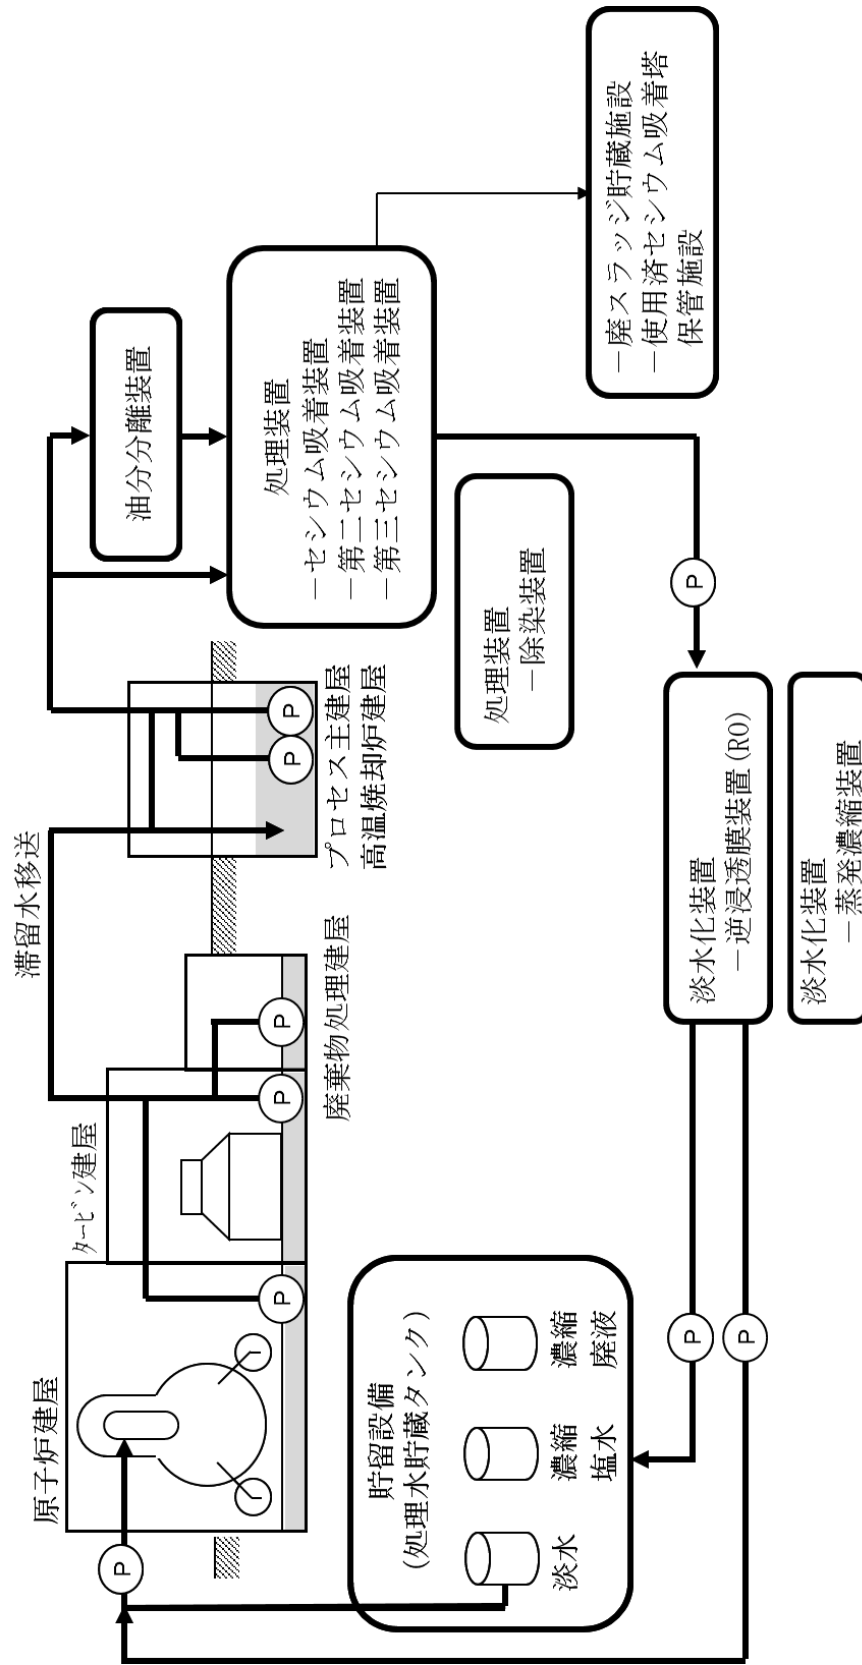 原子炉建屋
タービン建屋
滞留水移送
廃棄物処理建屋
プロセス主建屋
高温焼却炉建屋
油分分離装置
処理装置
－セシウム吸着装置
－第二セシウム吸着装置
－第三セシウム吸着装置
－廃スラッジ貯蔵施設
－使用済セシウム吸着塔
保管施設
処理装置
－除染装置
淡水化装置
－逆浸透膜装置(RO)
淡水化装置
－蒸発濃縮装置
貯留設備
(処理水貯蔵タンク)
淡水
濃縮
塩水
濃縮
廃液
P
P
P
P
P
P
P
P
P